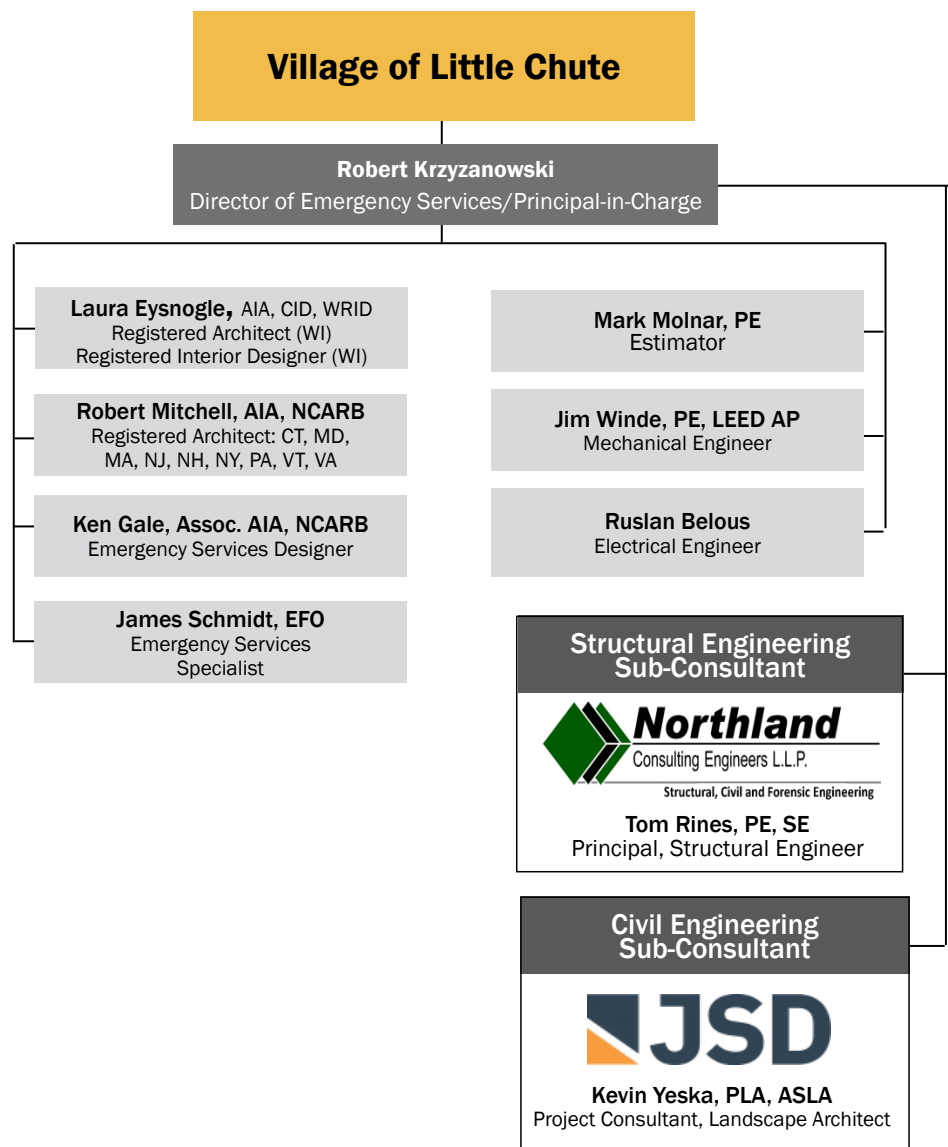 Village of Little Chute
Robert Krzyzanowski
Director of Emergency Services/Principal-in-Charge
Laura Eysnogle, AIA, CID, WRID
Registered Architect (WI)
Registered Interior Designer (WI)
Robert Mitchell, AIA, NCARB
Registered Architect: CT, MD,
MA, NJ, NH, NY, PA, VT, VA
Ken Gale, Assoc. AIA, NCARB
Emergency Services Designer
James Schmidt, EFO
Emergency Services
Specialist
Mark Molnar, PE
Estimator
Jim Winde, PE, LEED AP
Mechanical Engineer
Ruslan Belous
Electrical Engineer
Structural Engineering
Sub-Consultant
Northland
Consulting Engineers L.L.P.
Structural, Civil and Forensic Engineering
Tom Rines, PE, SE
Principal, Structural Engineer
Civil Engineering
Sub-Consultant
JSD
Kevin Yeska, PLA, ASLA
Project Consultant, Landscape Architect